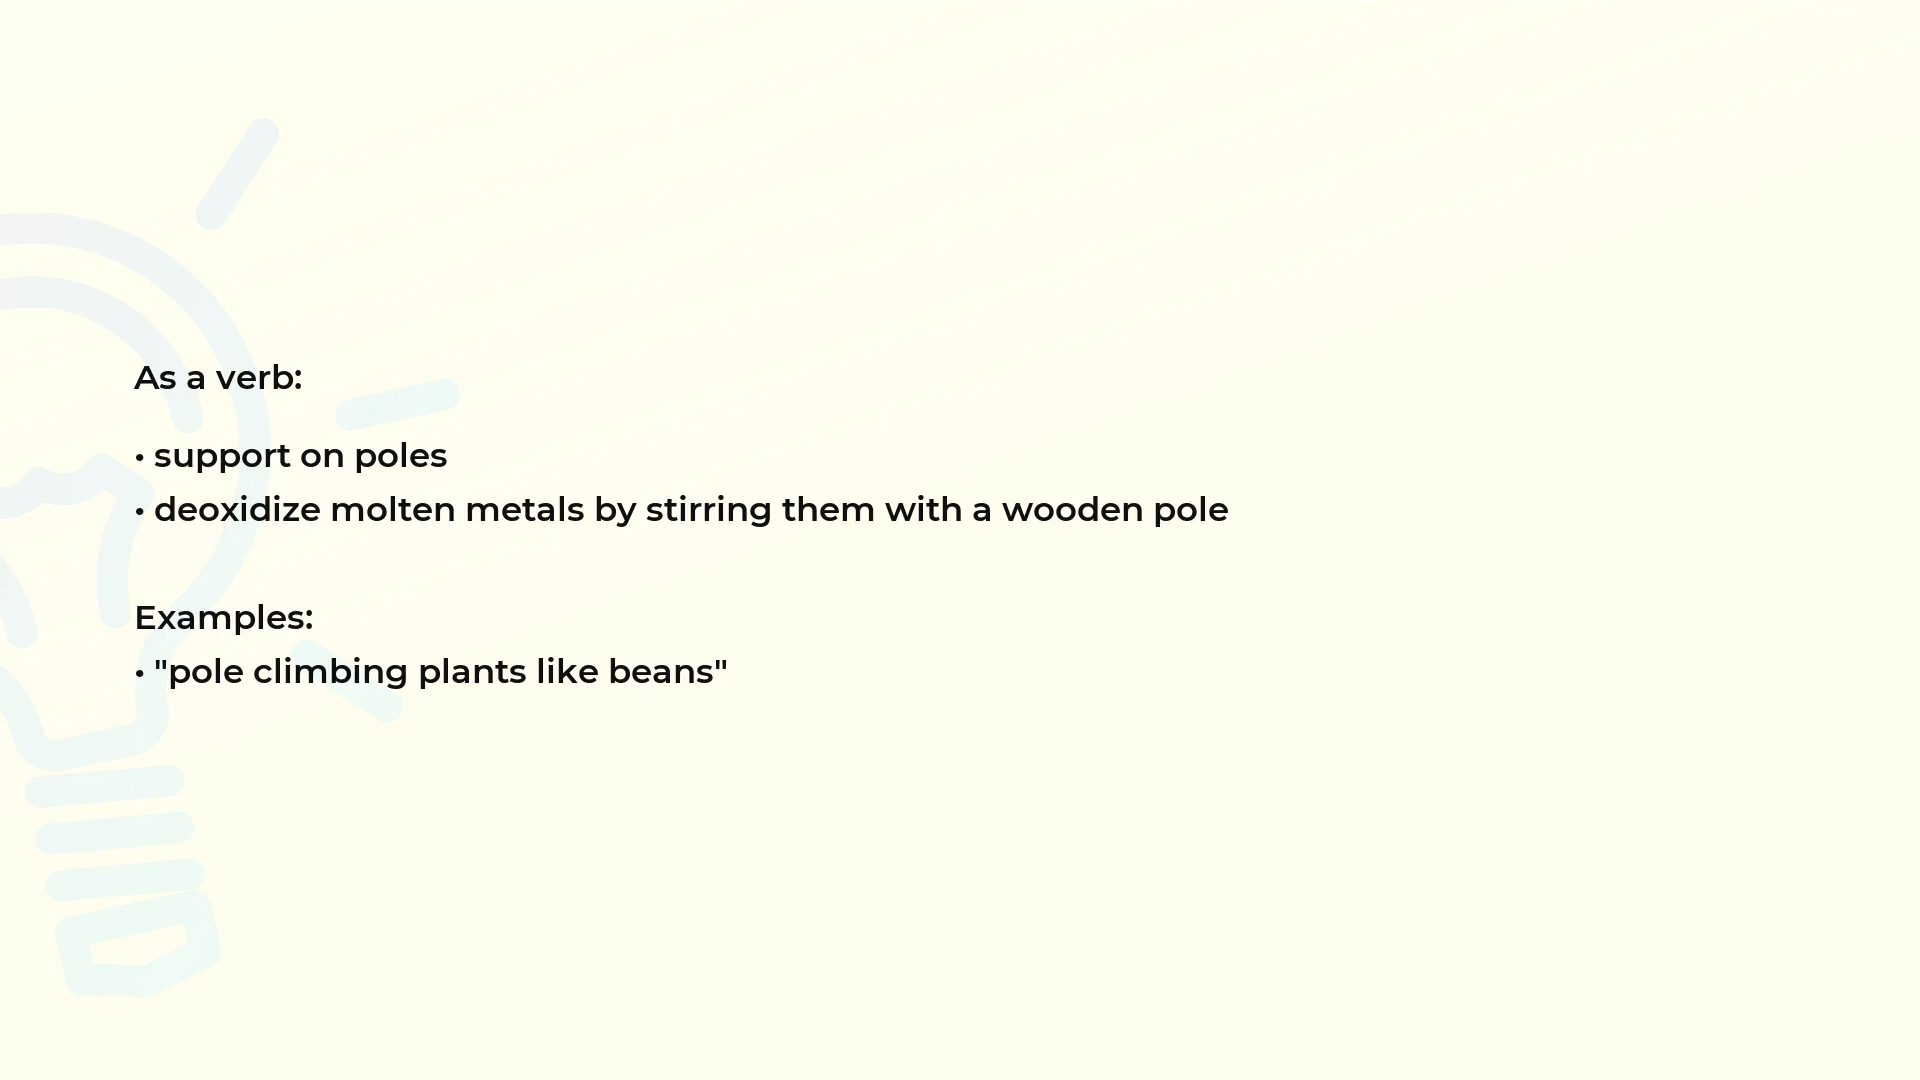 As a verb:
• support on poles
• deoxidize molten metals by stirring them with a wooden pole
Examples:
• "pole climbing plants like beans"